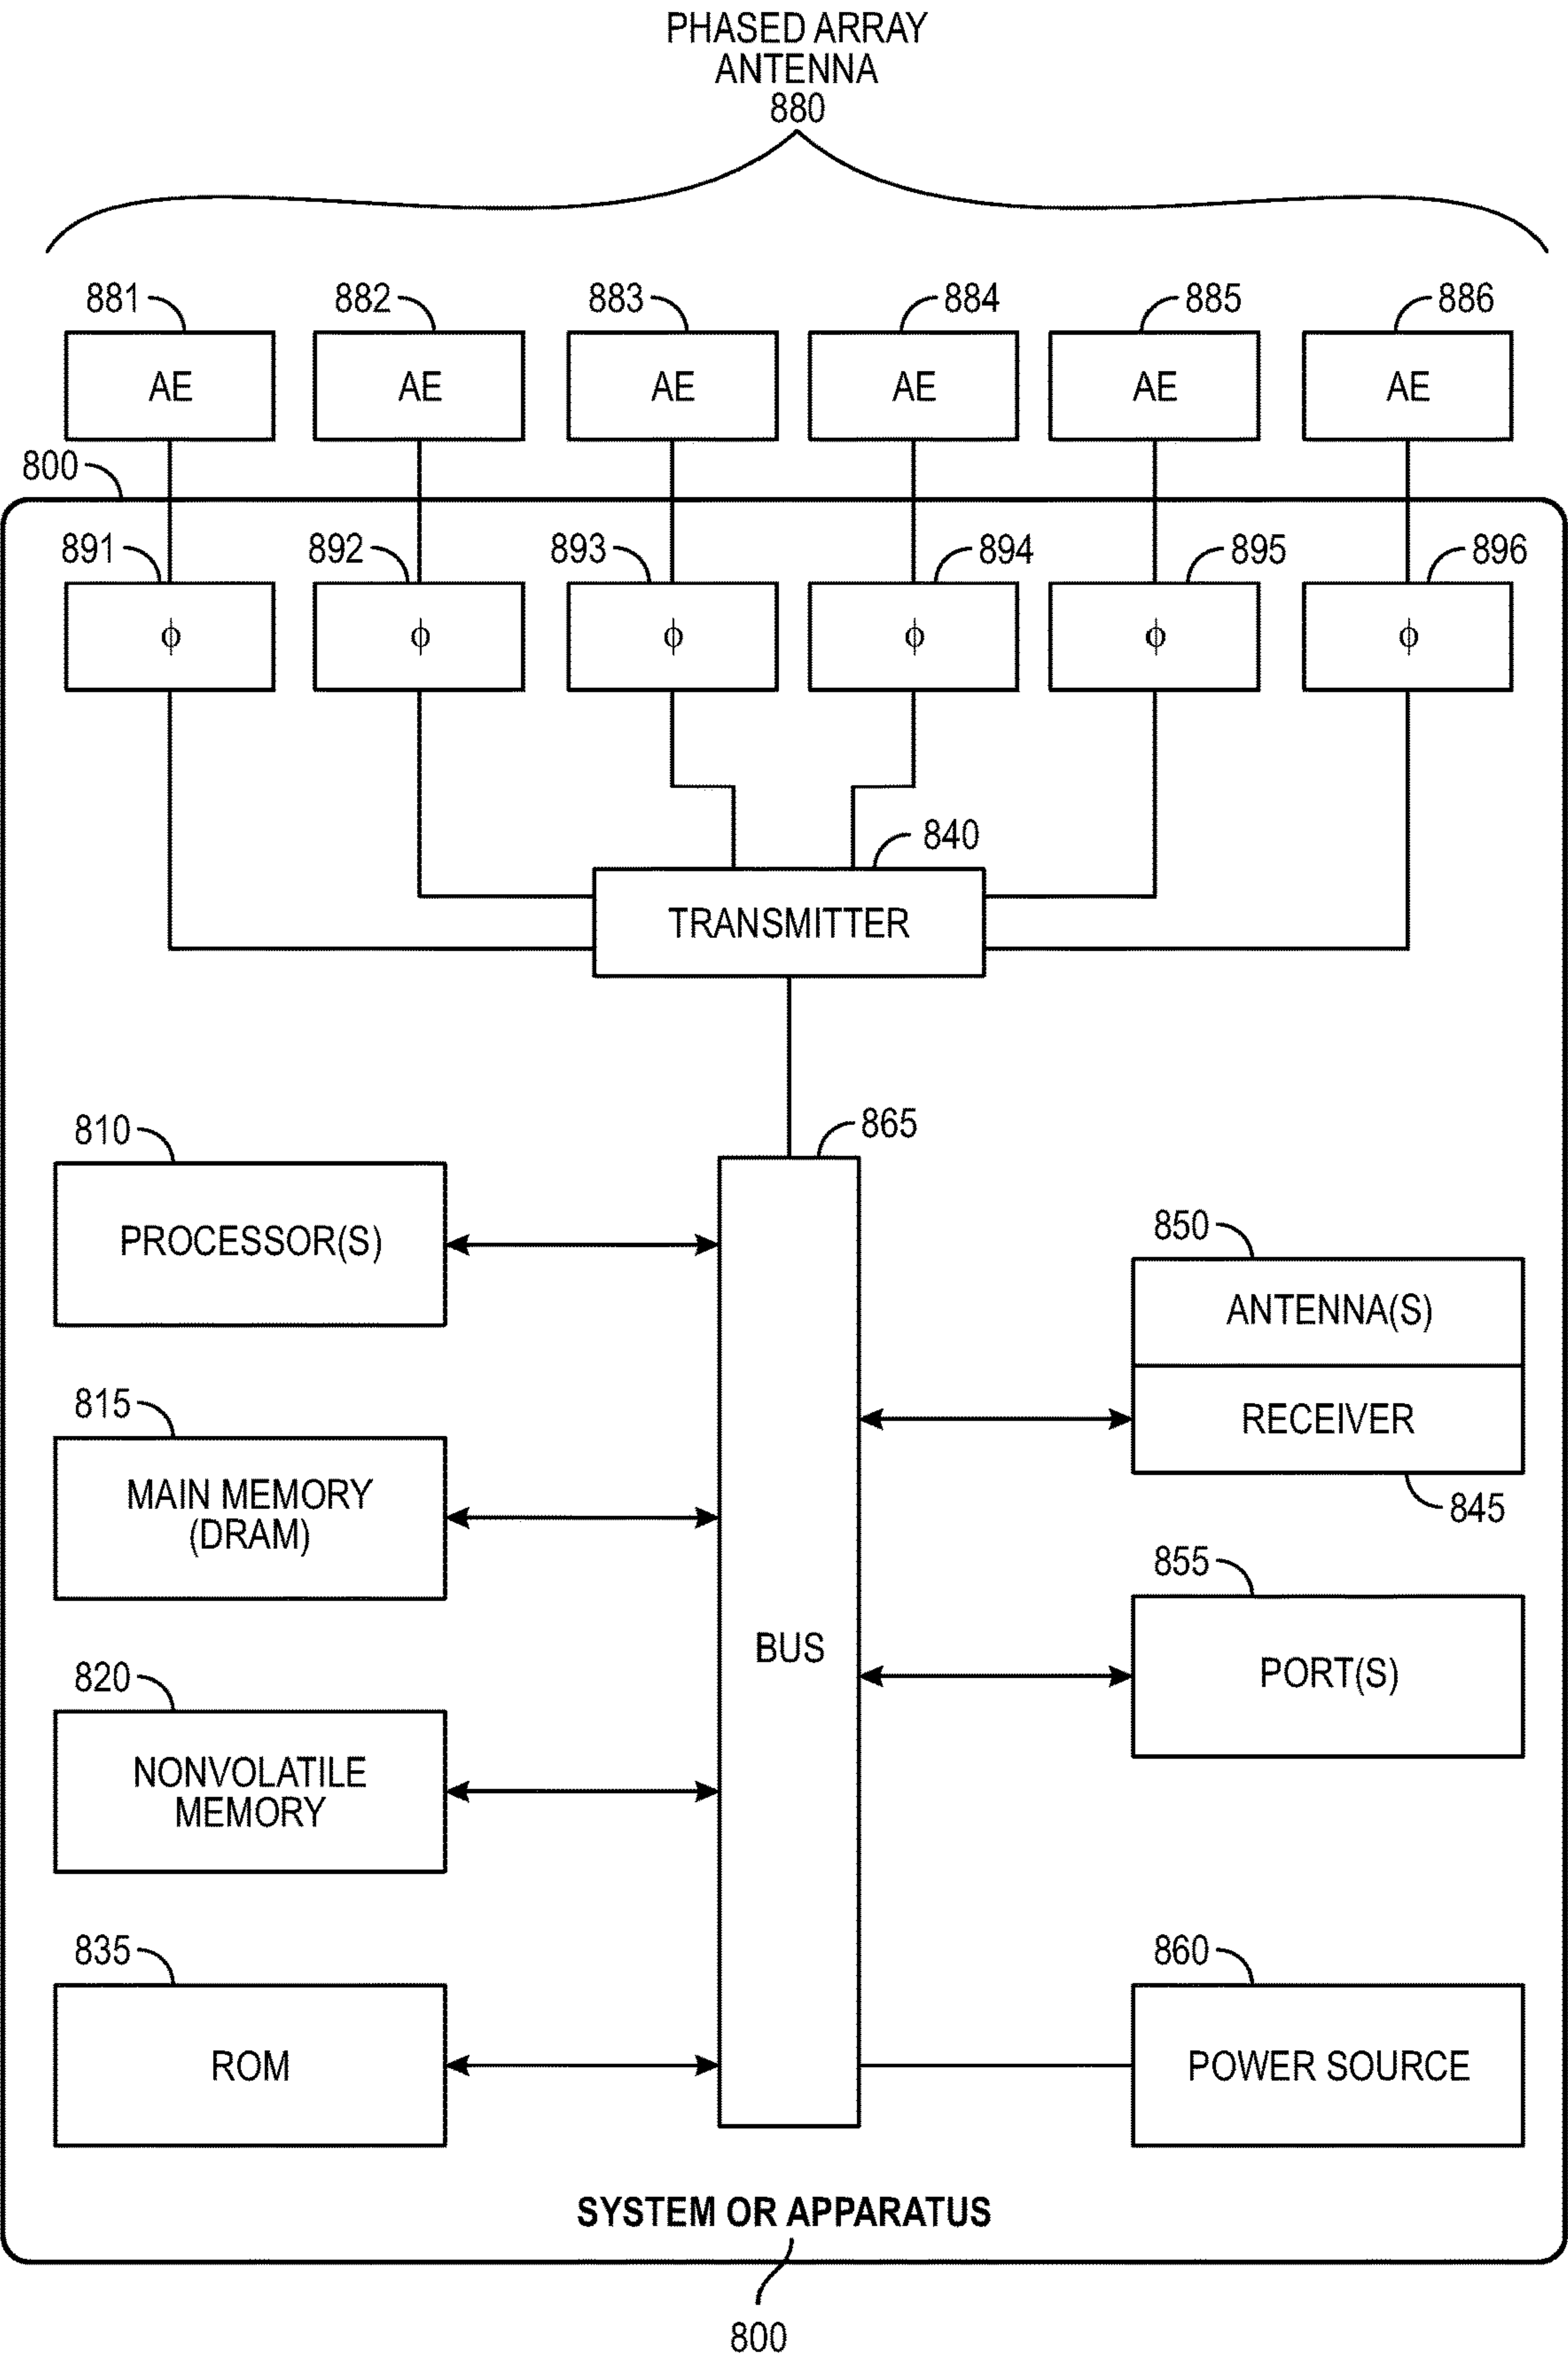 PHASED ARRAY
ANTENNA
880
881 882 883 884 885 886
AE AE AE AE AE AE
800
891 892 893 894 895 896
ϕ ϕ ϕ ϕ ϕ ϕ
840
TRANSMITTER
865
810
PROCESSOR(S)
850
ANTENNA(S)
RECEIVER
845
815
MAIN MEMORY
(DRAM)
855
PORT(S)
BUS
820
NONVOLATILE
MEMORY
835
ROM
860
POWER SOURCE
SYSTEM OR APPARATUS
800